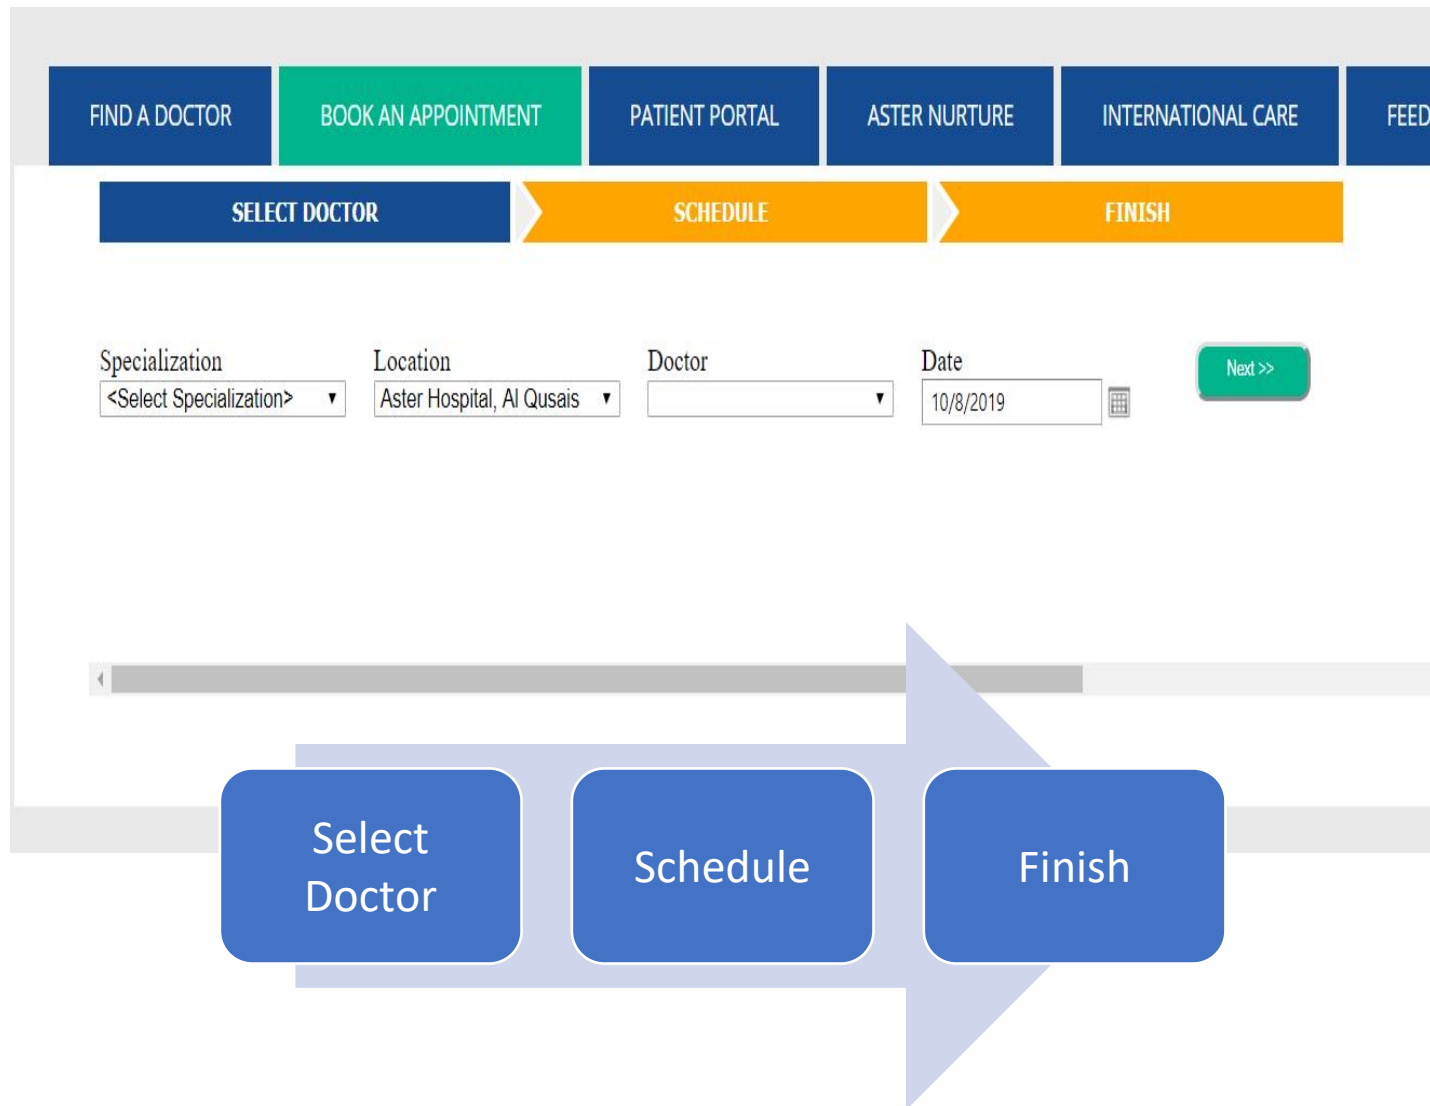 FIND A DOCTOR BOOK AN APPOINTMENT PATIENT PORTAL ASTER NURTURE INTERNATIONAL CARE FEED
SELECT DOCTOR SCHEDULE FINISH
Specialization Location Doctor Date
<Select Specialization> Aster Hospital, Al Qusais 10/8/2019 Next >>
Select
Doctor
Schedule
Finish